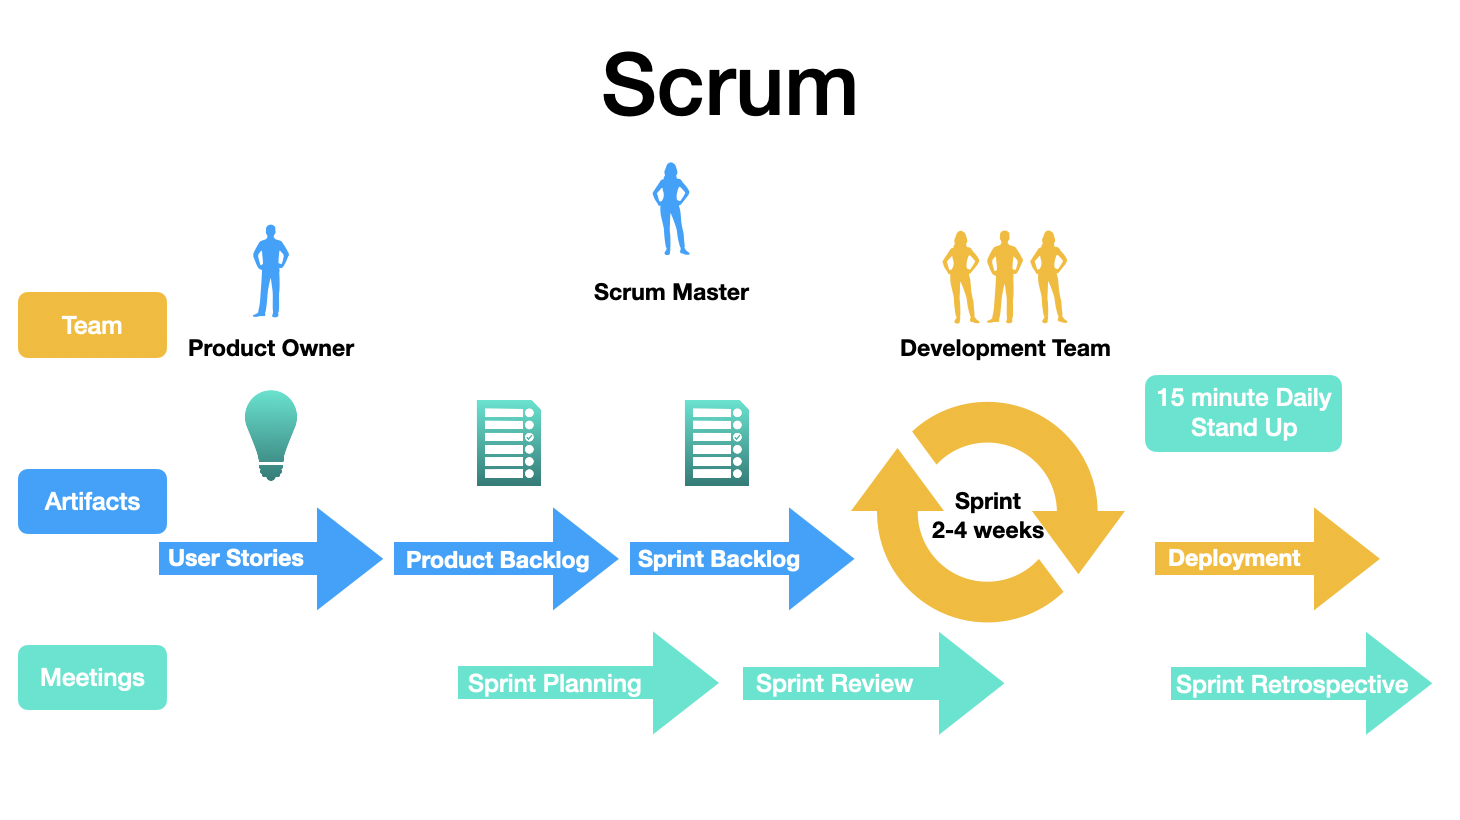 Scrum
Scrum Master
Team
Product Owner
Development Team
15 minute Daily
Stand Up
Artifacts
Sprint
2-4 weeks
User Stories
Product Backlog
Sprint Backlog
Deployment
Meetings
Sprint Planning
Sprint Review
Sprint Retrospective